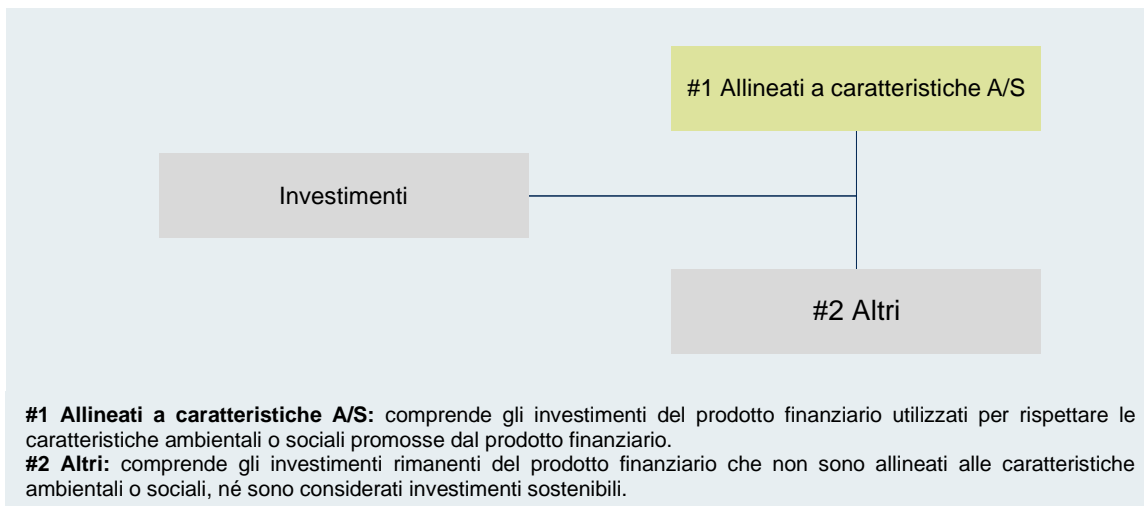 #1 Allineati a caratteristiche A/S
Investimenti
#2 Altri
#1 Allineati a caratteristiche A/S: comprende gli investimenti del prodotto finanziario utilizzati per rispettare le
caratteristiche ambientali o sociali promosse dal prodotto finanziario.
#2 Altri: comprende gli investimenti rimanenti del prodotto finanziario che non sono allineati alle caratteristiche
ambientali o sociali, né sono considerati investimenti sostenibili.